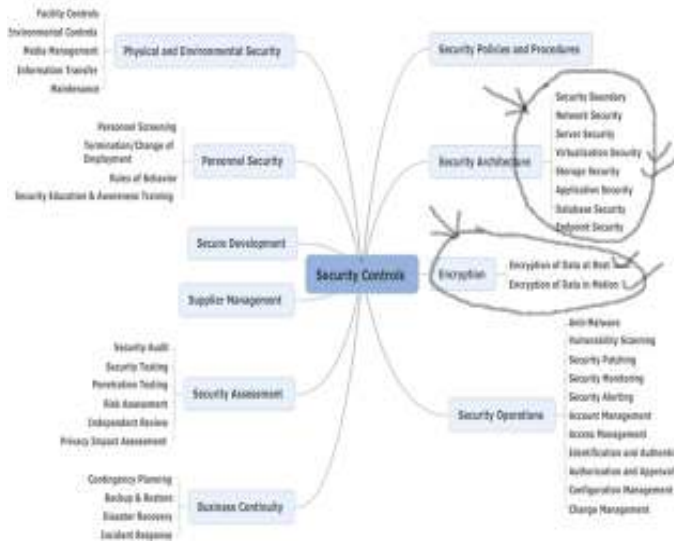 Facility Controls
Environmental Controls
Media Management
Information Transfer
Maintenance
Physical and Environmental Security
Personnel Screening
Termination/Change of
Employment
Rules of Behavior
Security Education & Awareness Training
Personnel Security
Secure Development
Supplier Management
Security Audit
Security Testing
Penetration Testing
Risk Assessment
Independent Review
Privacy Impact Assessment
Security Assessment
Contingency Planning
Backup & Restore
Disaster Recovery
Incident Response
Business Continuity
Security Controls
Security Policies and Procedures
Security Architecture
Security Boundary
Network Security
Server Security
Virtualization Security
Storage Security
Application Security
Database Security
Endpoint Security
Encryption
Encryption of Data at Rest
Encryption of Data in Motion
Security Operations
Anti-Malware
Vulnerability Scanning
Security Patching
Security Monitoring
Security Alerting
Account Management
Access Management
Identification and Authenti
Authorization and Approval
Configuration Management
Change Management